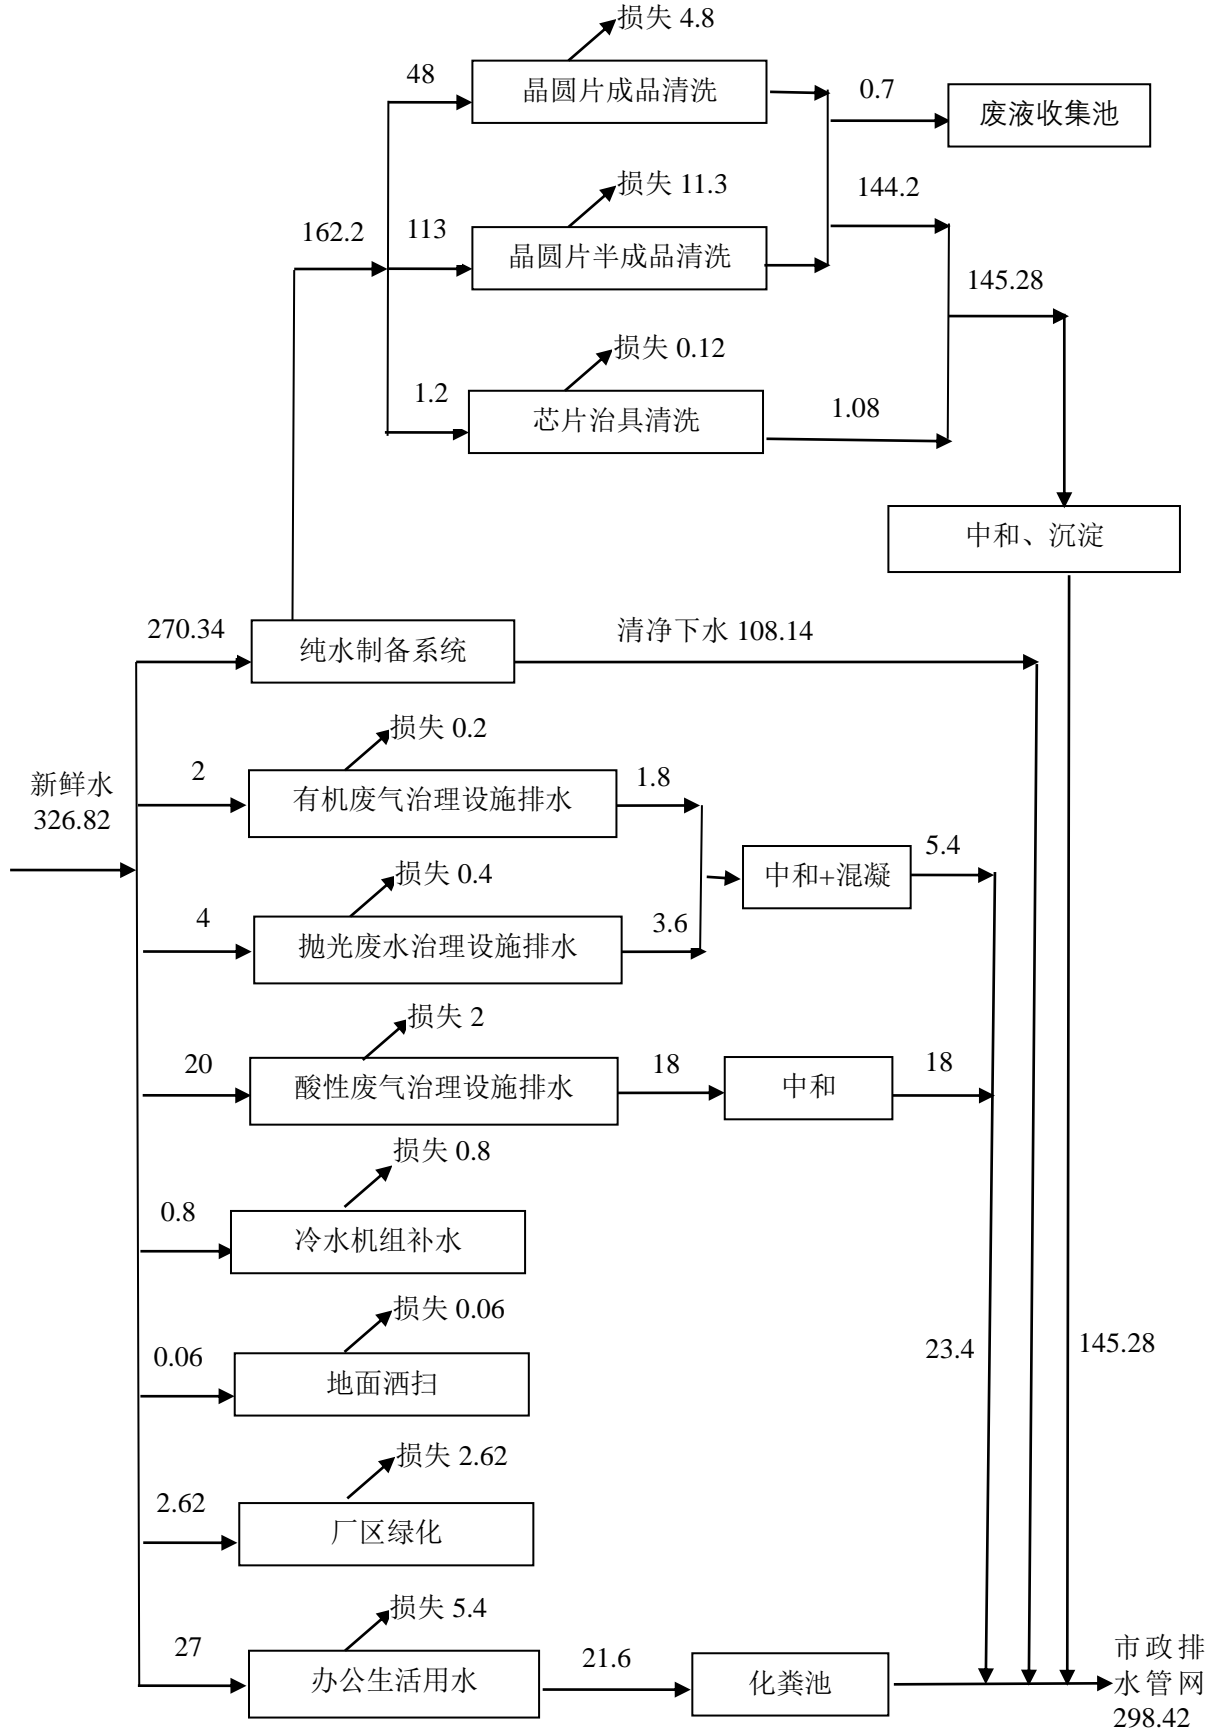 损失 4.8
48
晶圆片成品清洗
0.7
废液收集池
损失 11.3
144.2
162.2
113
晶圆片半成品清洗
145.28
损失 0.12
1.2
芯片治具清洗
1.08
中和、沉淀
270.34
纯水制备系统
清净下水 108.14
损失 0.2
新鲜水
326.82
2
有机废气治理设施排水
1.8
损失 0.4
中和+混凝
5.4
4
抛光废水治理设施排水
3.6
损失 2
20
酸性废气治理设施排水
18
中和
18
损失 0.8
0.8
冷水机组补水
损失 0.06
0.06
地面洒扫
23.4
145.28
损失 2.62
2.62
厂区绿化
损失 5.4
27
办公生活用水
21.6
化粪池
市政排
水管网
298.42